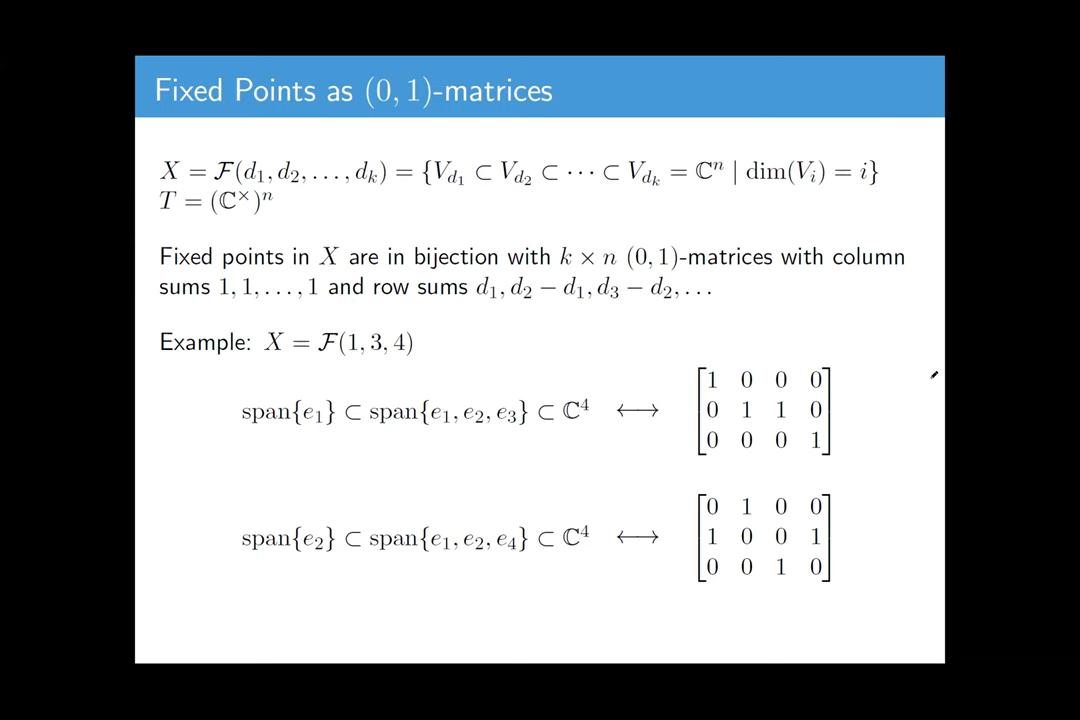 Fixed Points as (0, 1)-matrices
X = ℱ(d₁, d₂, . . . , dₖ) = {V_{d₁} ⊂ V_{d₂} ⊂ ··· ⊂ V_{dₖ} = ℂⁿ | dim(Vᵢ) = i}
T = (ℂ^×)ⁿ
Fixed points in X are in bijection with k × n (0, 1)-matrices with column
sums 1, 1, . . . , 1 and row sums d₁, d₂ − d₁, d₃ − d₂, . . .
Example: X = ℱ(1, 3, 4)
span{e₁} ⊂ span{e₁, e₂, e₃} ⊂ ℂ⁴ ⟷
[1 0 0 0]
[0 1 1 0]
[0 0 0 1]
span{e₂} ⊂ span{e₁, e₂, e₄} ⊂ ℂ⁴ ⟷
[0 1 0 0]
[1 0 0 1]
[0 0 1 0]